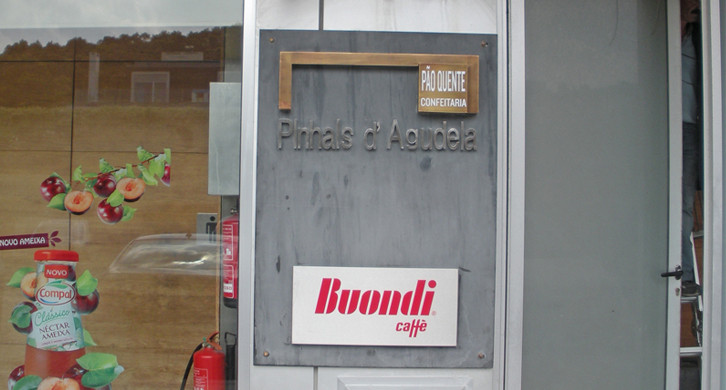 PÃO QUENTE
CONFEITARIA
Pinhais d' Agudela
NOVO AMEIXA
NOVO
Compal
Clássico
NÉCTAR
AMEIXA
Buondi
caffè